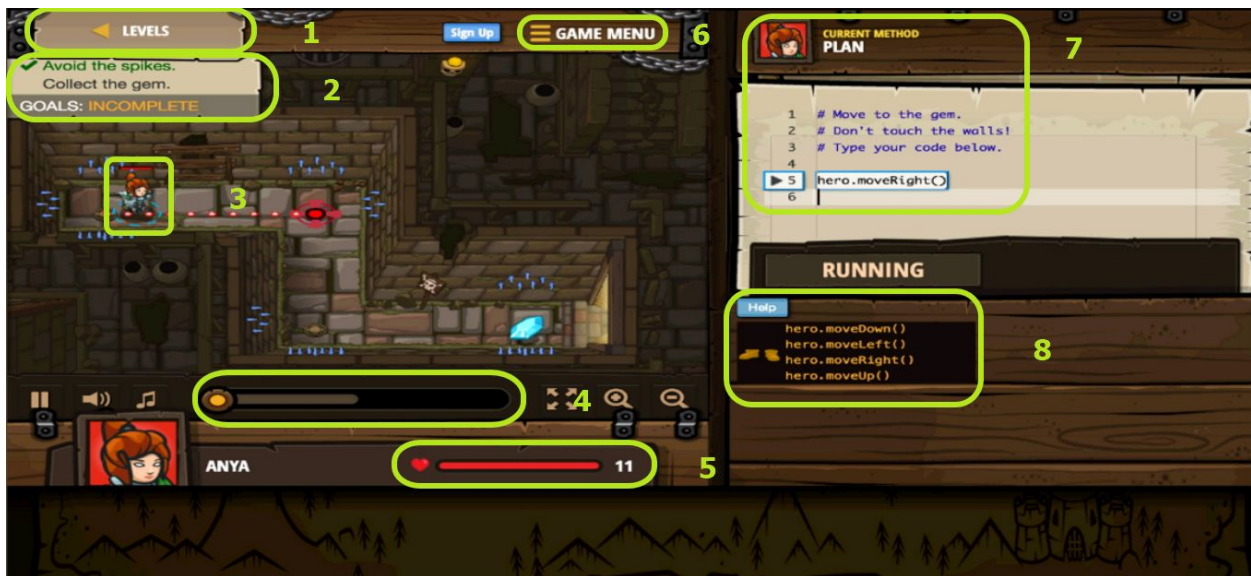 LEVELS
1
Sign Up
GAME MENU
6
Avoid the spikes.
Collect the gem.
GOALS: INCOMPLETE
2
3
4
ANYA
11
5
CURRENT METHOD
PLAN
7
1 # Move to the gem.
2 # Don't touch the walls!
3 # Type your code below.
4
5 hero.moveRight()
6
RUNNING
Help
hero.moveDown()
hero.moveLeft()
hero.moveRight()
hero.moveUp()
8